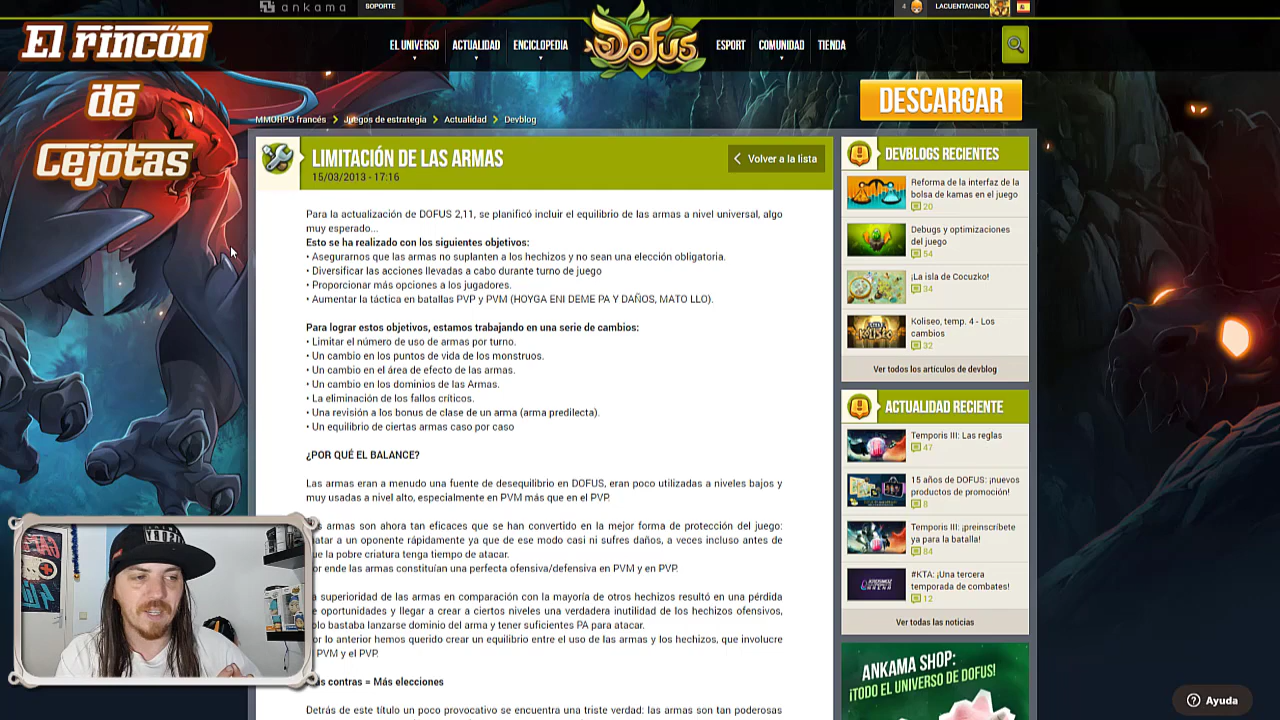 ankama
SOPORTE
4
LACUENTACINCO
El rincón
de
Cejotas
EL UNIVERSO
ACTUALIDAD
ENCICLOPEDIA
DOFUS
ESPORT
COMUNIDAD
TIENDA
DESCARGAR
MMORPG francés > Juegos de estrategia > Actualidad > Devblog
LIMITACIÓN DE LAS ARMAS
15/03/2013 - 17:16
Volver a la lista
Para la actualización de DOFUS 2,11, se planificó incluir el equilibrio de las armas a nivel universal, algo
muy esperado...
Esto se ha realizado con los siguientes objetivos:
• Asegurarnos que las armas no suplanten a los hechizos y no sean una elección obligatoria.
• Diversificar las acciones llevadas a cabo durante turno de juego
• Proporcionar más opciones a los jugadores.
• Aumentar la táctica en batallas PVP y PVM (HOYGA ENI DEME PA Y DAÑOS, MATO LLO).
Para lograr estos objetivos, estamos trabajando en una serie de cambios:
• Limitar el número de uso de armas por turno.
• Un cambio en los puntos de vida de los monstruos.
• Un cambio en el área de efecto de las armas.
• Un cambio en los dominios de las Armas.
• La eliminación de los fallos críticos.
• Una revisión a los bonus de clase de un arma (arma predilecta).
• Un equilibrio de ciertas armas caso por caso
¿POR QUÉ EL BALANCE?
Las armas eran a menudo una fuente de desequilibrio en DOFUS, eran poco utilizadas a niveles bajos y
muy usadas a nivel alto, especialmente en PVM más que en el PVP.
armas son ahora tan eficaces que se han convertido en la mejor forma de protección del juego:
atar a un oponente rápidamente ya que de ese modo casi ni sufres daños, a veces incluso antes de
ue la pobre criatura tenga tiempo de atacar.
or ende las armas constituían una perfecta ofensiva/defensiva en PVM y en PVP.
a superioridad de las armas en comparación con la mayoría de otros hechizos resultó en una pérdida
e oportunidades y llegar a crear a ciertos niveles una verdadera inutilidad de los hechizos ofensivos,
olo bastaba lanzarse dominio del arma y tener suficientes PA para atacar.
or lo anterior hemos querido crear un equilibrio entre el uso de las armas y los hechizos, que involucre
PVM y el PVP.
s contras = Más elecciones
Detrás de este título un poco provocativo se encuentra una triste verdad: las armas son tan poderosas
DEVBLOGS RECIENTES
Reforma de la interfaz de la
bolsa de kamas en el juego
20
Debugs y optimizaciones
del juego
54
¡La isla de Cocuzko!
34
Koliseo, temp. 4 - Los
cambios
32
Ver todos los artículos de devblog
ACTUALIDAD RECIENTE
Temporis III: Las reglas
47
15 años de DOFUS: ¡nuevos
productos de promoción!
8
Temporis III: ¡preinscríbete
ya para la batalla!
84
#KTA: ¡Una tercera
temporada de combates!
12
Ver todas las noticias
ANKAMA SHOP:
¡TODO EL UNIVERSO DE DOFUS!
Ayuda